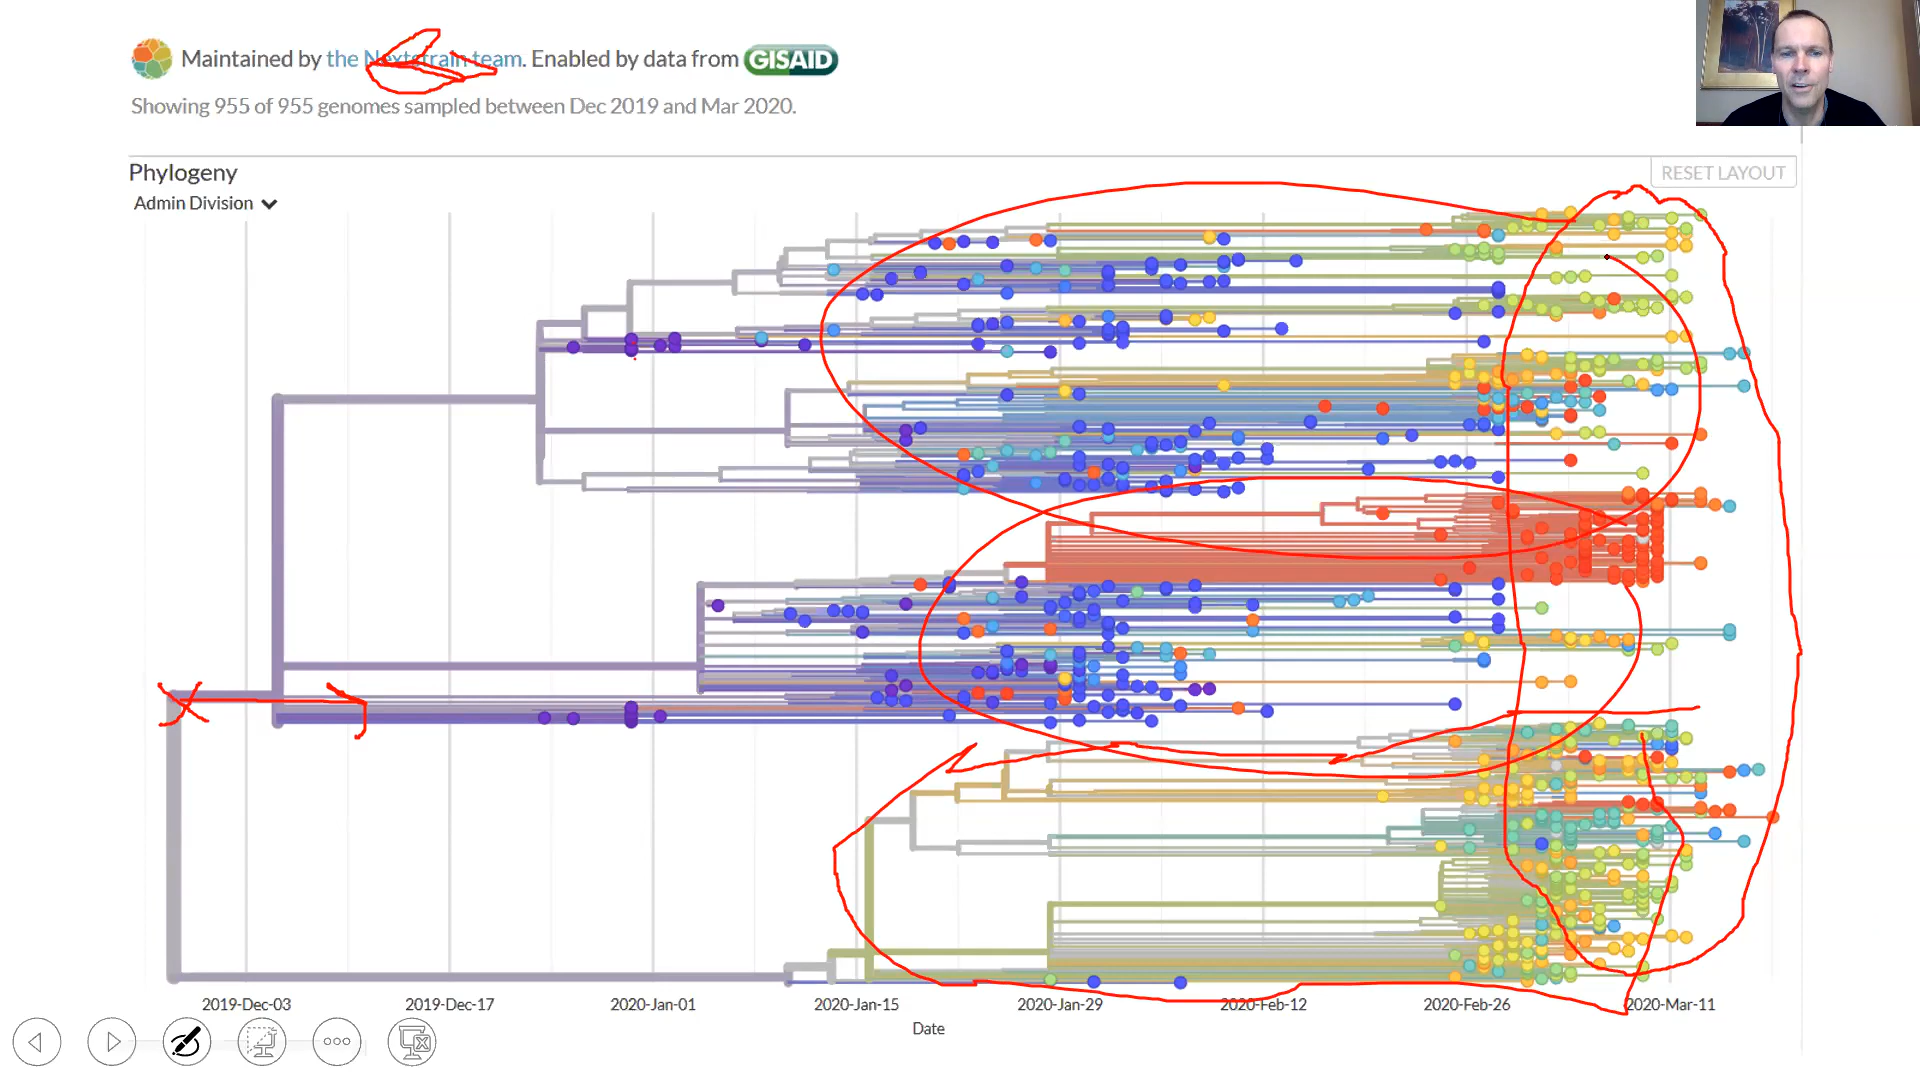 Maintained by the Nextstrain team. Enabled by data from GISAID
Showing 955 of 955 genomes sampled between Dec 2019 and Mar 2020.
Phylogeny
RESET LAYOUT
Admin Division
2019-Dec-03 2019-Dec-17 2020-Jan-01 2020-Jan-15 2020-Jan-29 2020-Feb-12 2020-Feb-26 2020-Mar-11
Date